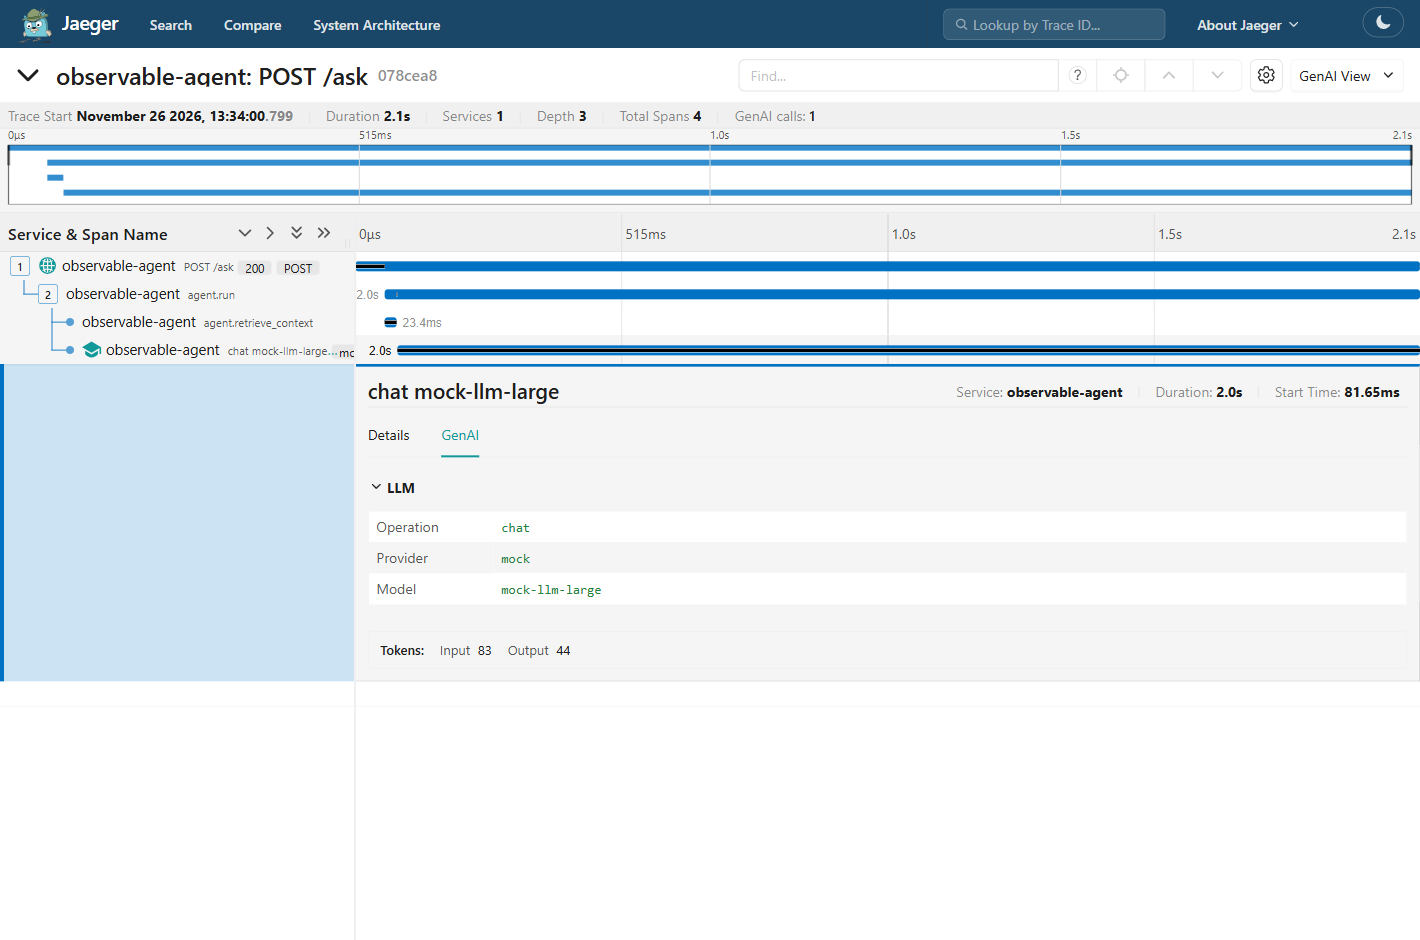 Jaeger Search Compare System Architecture Lookup by Trace ID... About Jaeger
observable-agent: POST /ask 078cea8 Find... ? GenAI View
Trace Start November 26 2026, 13:34:00.799 Duration 2.1s Services 1 Depth 3 Total Spans 4 GenAI calls: 1
0μs 515ms 1.0s 1.5s 2.1s
Service & Span Name 0μs 515ms 1.0s 1.5s 2.1s
1 observable-agent POST /ask 200 POST
2 observable-agent agent.run 2.0s
observable-agent agent.retrieve_context 23.4ms
observable-agent chat mock-llm-large... mc 2.0s
chat mock-llm-large Service: observable-agent Duration: 2.0s Start Time: 81.65ms
Details GenAI
LLM
Operation chat
Provider mock
Model mock-llm-large
Tokens: Input 83 Output 44